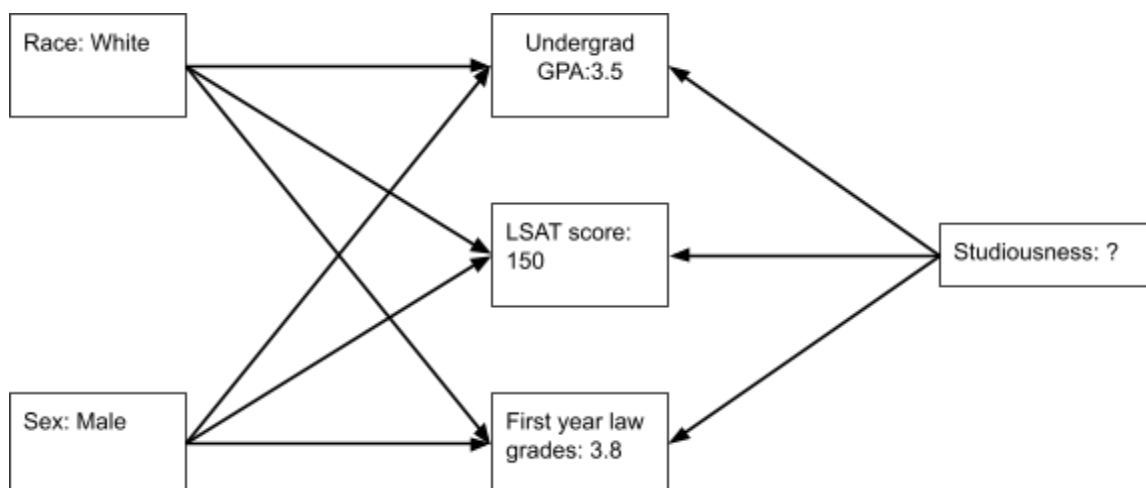 Race: White
Undergrad
GPA:3.5
LSAT score:
150
Studiousness: ?
Sex: Male
First year law
grades: 3.8